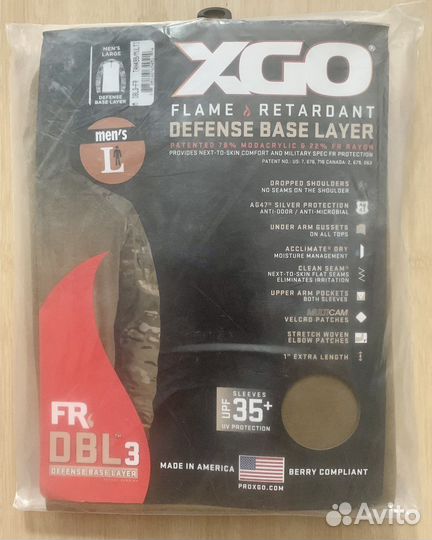 MEN'S LARGE
DEFENSE
BASE LAYER
XGO®
FLAME RETARDANT
DEFENSE BASE LAYER
PATENTED 78% MODACRYLIC & 22% FR RAYON
PROVIDES NEXT-TO-SKIN COMFORT AND MILITARY SPEC FR PROTECTION
men's
L
DROPPED SHOULDERS
NO SEAMS ON THE SHOULDER
AG47® SILVER PROTECTION
ANTI-ODOR / ANTI-MICROBIAL
UNDER ARM GUSSETS
ON ALL TOPS
ACCLIMATE® DRY
MOISTURE MANAGEMENT
CLEAN SEAM®
NEXT-TO-SKIN FLAT SEAMS
ELIMINATES IRRITATION
UPPER ARM POCKETS
BOTH SLEEVES
MULTICAM
VELCRO PATCHES
STRETCH WOVEN
ELBOW PATCHES
1" EXTRA LENGTH
SLEEVES
UPF 35+
UV PROTECTION
FR
DBL™3
DEFENSE BASE LAYER
MADE IN AMERICA
BERRY COMPLIANT
PROXGO.COM
Avito